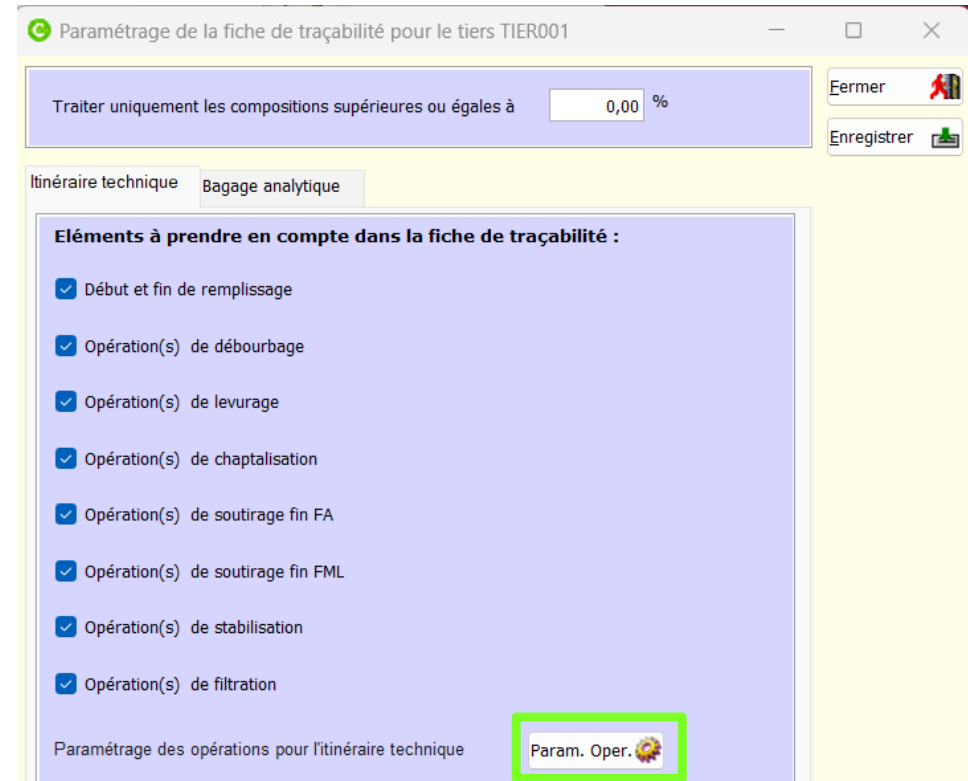 Paramétrage de la fiche de traçabilité pour le tiers TIER001
Traiter uniquement les compositions supérieures ou égales à 0,00 %
Fermer
Enregistrer
Itinéraire technique Bagage analytique
Eléments à prendre en compte dans la fiche de traçabilité :
Début et fin de remplissage
Opération(s) de débourbage
Opération(s) de levurage
Opération(s) de chaptalisation
Opération(s) de soutirage fin FA
Opération(s) de soutirage fin FML
Opération(s) de stabilisation
Opération(s) de filtration
Paramétrage des opérations pour l'itinéraire technique Param. Oper.